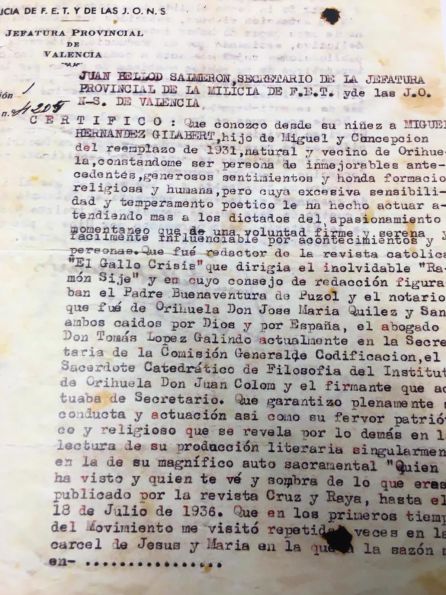 CIA DE F.E.T. Y DE LAS J.O.N.S
JEFATURA PROVINCIAL
DE
VALENCIA
ión 1
n.º 4205
JUAN BELLOD SALMERON, SECRETARIO DE LA JEFATURA
PROVINCIAL DE LA MILICIA DE F.E.T. yde las J.O.
N-S. DE VALENCIA.
CERTIFICO: Que conozco desde su niñez a MIGUE
HERNANDEZ GILABERT, hijo de Miguel y Concepcion
del reemplazo de 1931, natural y vecino de Orihue
la, constandome ser persona de inmejorables ante-
cedentes, generosos sentimientos y honda formacio
religiosa y humana, pero cuya excesiva sensibili-
dad y temperamento poetico le ha hecho actuar a-
tendiendo mas a los dictados del apasionamiento
momentaneo que de una voluntad firme y serena y
facilmente influenciable por acontecimientos y
personas. Que fué redactor de la revista catolica
"El Gallo Crisis" que dirigia el inolvidable "Ra-
món Sije" y en cuyo consejo de redacción figura-
ban el Padre Buenaventura de Puzol y el notario
que fué de Orihuela Don Jose Maria Quilez y San
ambos caidos por Dios y por España, el abogado
Don Tomás Lopez Galindo actualmente en la Secre-
taria de la Comisión Generalde Codificacion, el
Sacerdote Catedrático de Filosofia del Institut
de Orihuela Don Juan Colom y el firmante que ac
tuaba de Secretario. Que garantizo plenamente s
conducta y actuación asi como su fervor patrió
co y religioso que se revela por lo demás en l
lectura de su producción literaria singularmen
en la de su magnífico auto sacramental "Quien
ha visto y quien te vé y sombra de lo que eras
publicado por la revista Cruz y Raya, hasta el
18 de Julio de 1936. Que en los primeros tiemp
del Movimiento me visitó repetidas veces en la
carcel de Jesus y Maria en la que a la sazón m
en- ................